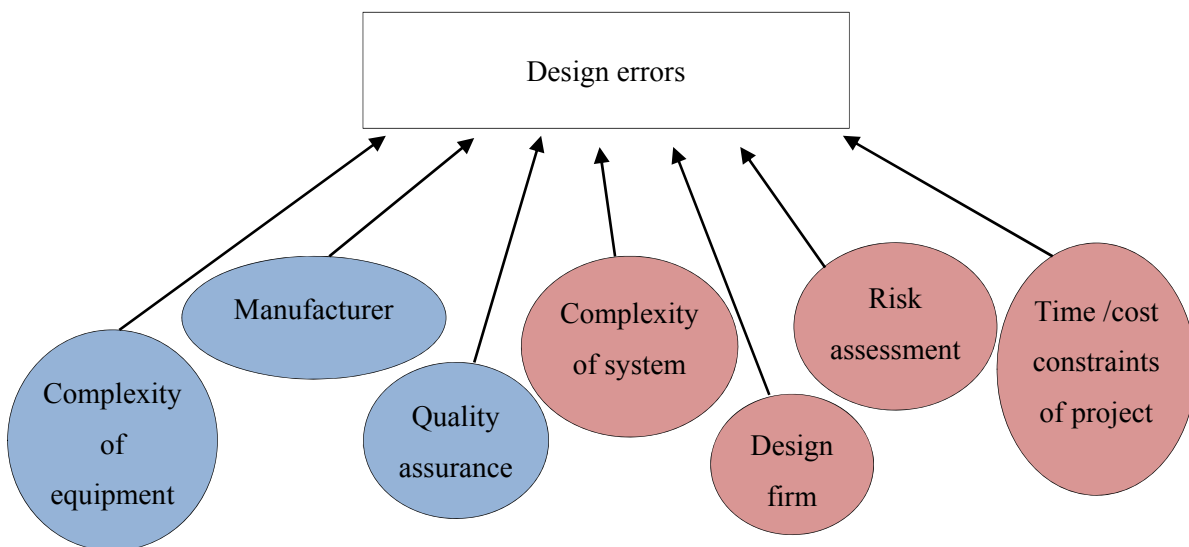 Design errors
Complexity
of
equipment
Manufacturer
Quality
assurance
Complexity
of system
Design
firm
Risk
assessment
Time /cost
constraints
of project